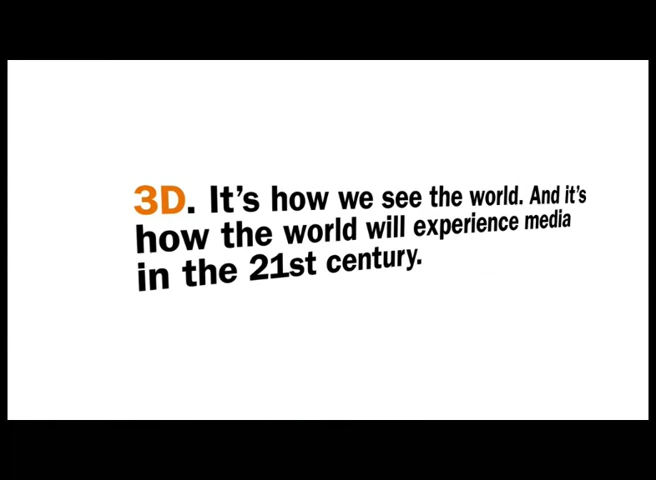 3D. It's how we see the world. And it's
how the world will experience media
in the 21st century.